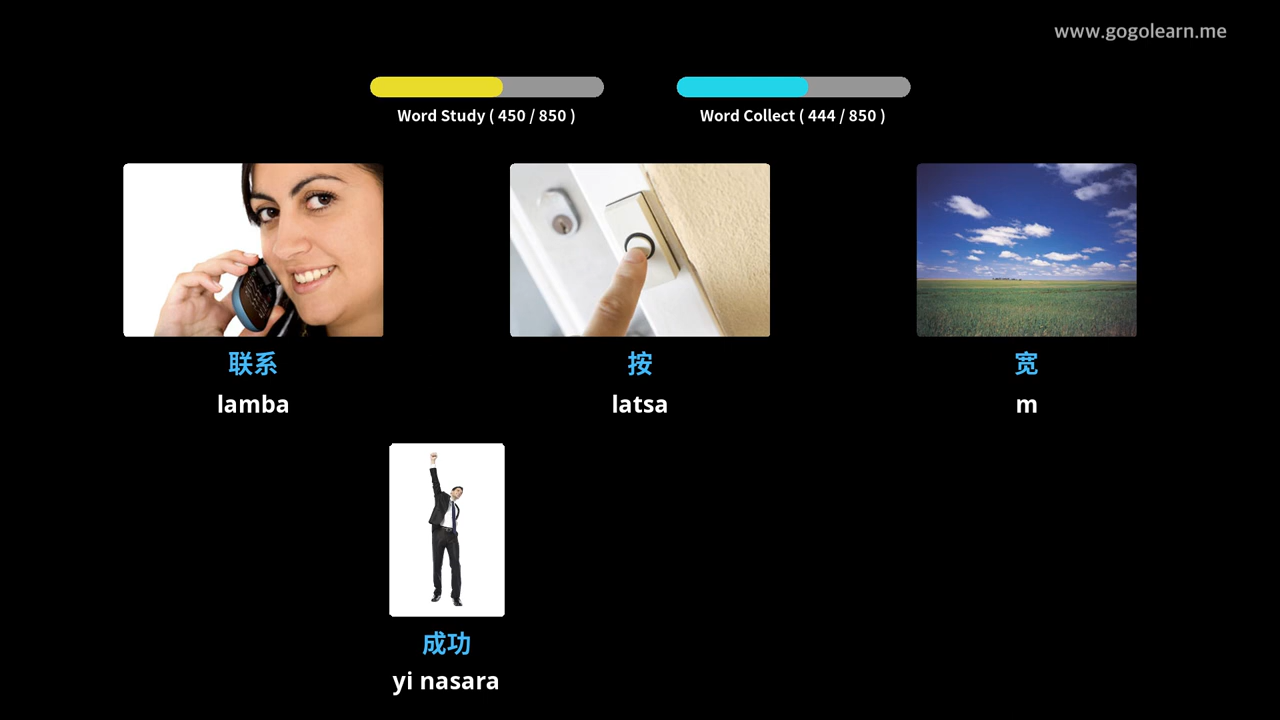 www.gogolearn.me
Word Study ( 450 / 850 )
Word Collect ( 444 / 850 )
联系
lamba
按
latsa
宽
m
成功
yi nasara